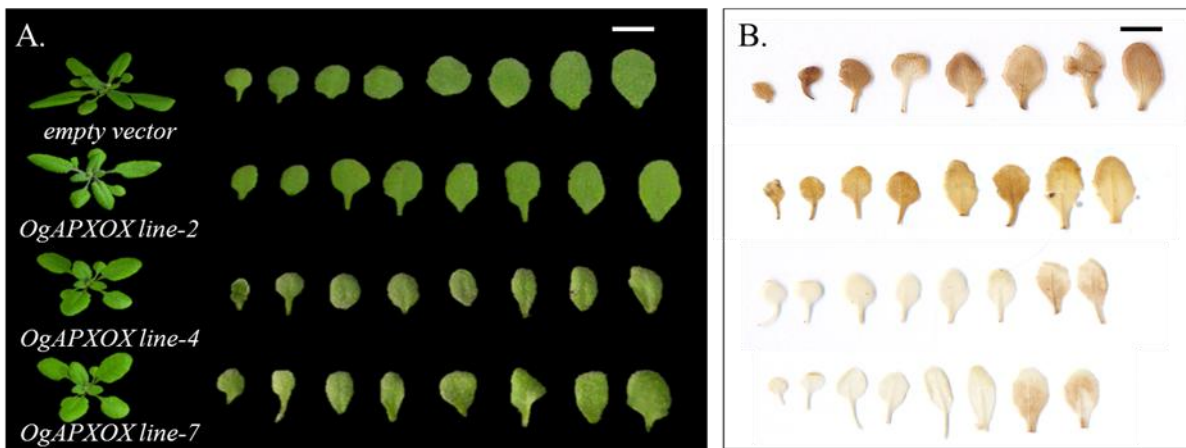 A.
empty vector
OgAPXOX line-2
OgAPXOX line-4
OgAPXOX line-7
B.